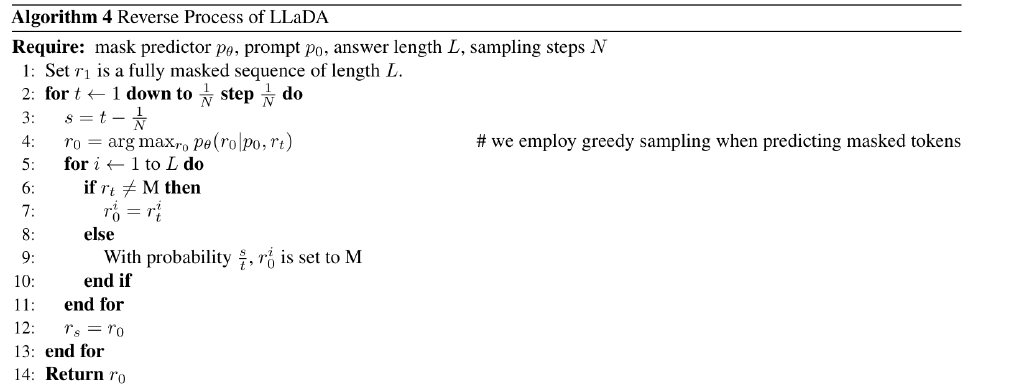 Algorithm 4 Reverse Process of LLaDA
Require: mask predictor $p_\theta$, prompt $p_0$, answer length $L$, sampling steps $N$
1: Set $r_1$ is a fully masked sequence of length $L$.
2: for $t \leftarrow 1$ down to $\frac{1}{N}$ step $\frac{1}{N}$ do
3: $s = t - \frac{1}{N}$
4: $r_0 = \arg\max_{r_0} p_\theta(r_0|p_0, r_t)$ # we employ greedy sampling when predicting masked tokens
5: for $i \leftarrow 1$ to $L$ do
6: if $r_t \neq$ M then
7: $r_0^i = r_t^i$
8: else
9: With probability $\frac{s}{t}$, $r_0^i$ is set to M
10: end if
11: end for
12: $r_s = r_0$
13: end for
14: Return $r_0$